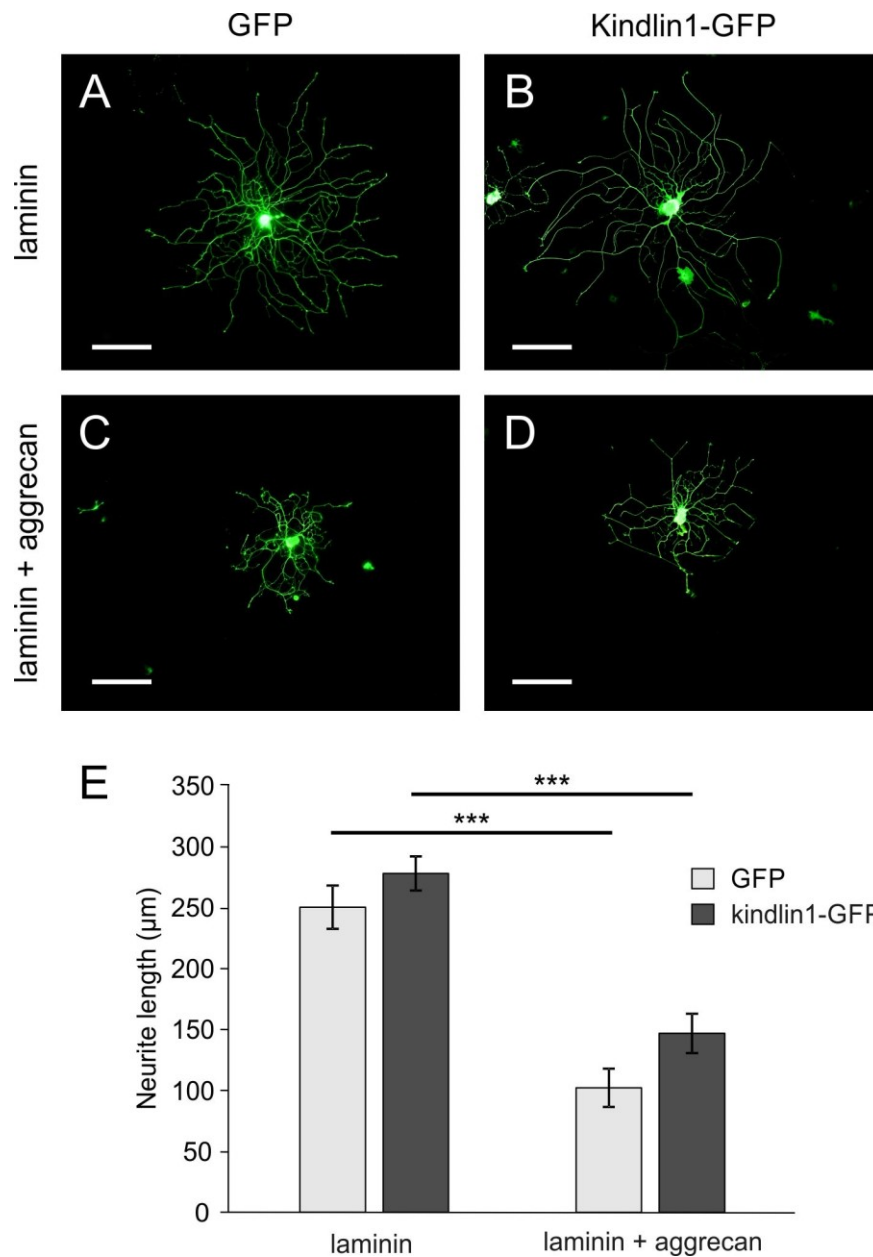 GFP
Kindlin1-GFP
laminin
A
B
laminin + aggrecan
C
D
E
Neurite length (µm)
350
300
250
200
150
100
50
0
***
***
GFP
kindlin1-GFP
laminin
laminin + aggrecan